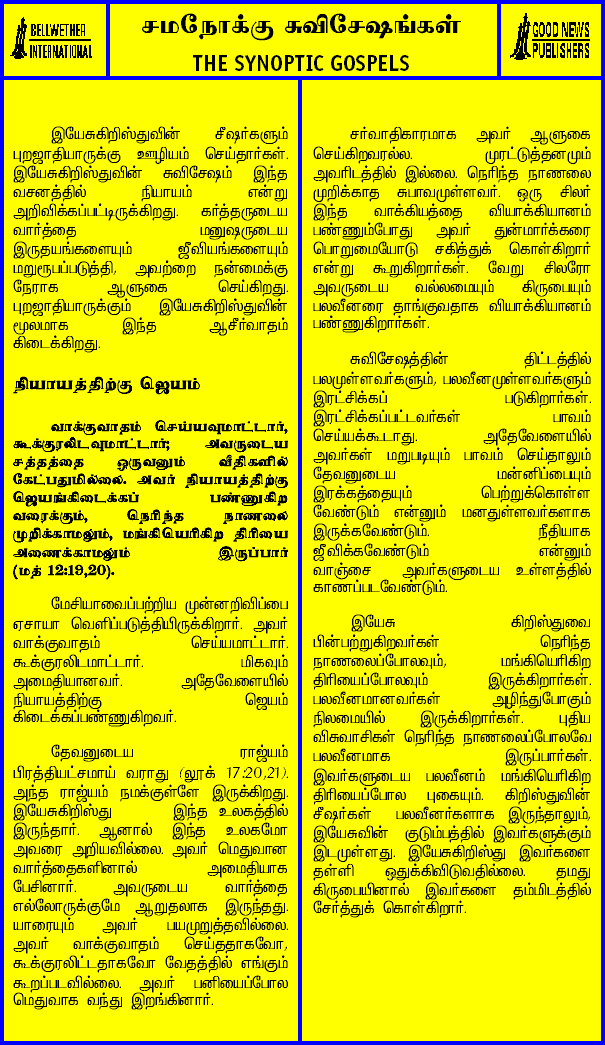 BELLWETHER
INTERNATIONAL
சமநோக்கு சுவிசேஷங்கள்
THE SYNOPTIC GOSPELS
GOOD NEWS
PUBLISHERS
இயேசுகிறிஸ்துவின் சீஷர்களும்
புறஜாதியாருக்கு ஊழியம் செய்தார்கள்.
இயேசுகிறிஸ்துவின் சுவிசேஷம் இந்த
வசனத்தில் நியாயம் என்று
அறிவிக்கப்பட்டிருக்கிறது. கர்த்தருடைய
வார்த்தை மனுஷருடைய
இருதயங்களையும் ஜீவியங்களையும்
மறுரூபப்படுத்தி, அவற்றை நன்மைக்கு
நேராக ஆளுகை செய்கிறது.
புறஜாதியாருக்கும் இயேசுகிறிஸ்துவின்
மூலமாக இந்த ஆசீர்வாதம்
கிடைக்கிறது.
நியாயத்திற்கு ஜெயம்
வாக்குவாதம் செய்யவுமாட்டார்,
கூக்குரலிடவுமாட்டார்; அவருடைய
சத்தத்தை ஒருவனும் வீதிகளில்
கேட்பதுமில்லை. அவர் நியாயத்திற்கு
ஜெயங்கிடைக்கப் பண்ணுகிற
வரைக்கும், நெரிந்த நாணலை
முறிக்காமலும், மங்கியெரிகிற திரியை
அணைக்காமலும் இருப்பார்
(மத் 12:19,20).
மேசியாவைப்பற்றிய முன்னறிவிப்பை
ஏசாயா வெளிப்படுத்தியிருக்கிறார். அவர்
வாக்குவாதம் செய்யமாட்டார்.
கூக்குரலிடமாட்டார். மிகவும்
அமைதியானவர். அதேவேளையில்
நியாயத்திற்கு ஜெயம்
கிடைக்கப்பண்ணுகிறவர்.
தேவனுடைய ராஜ்யம்
பிரத்தியட்சமாய் வராது (லூக் 17:20,21).
அந்த ராஜ்யம் நமக்குள்ளே இருக்கிறது.
இயேசுகிறிஸ்து இந்த உலகத்தில்
இருந்தார். ஆனால் இந்த உலகமோ
அவரை அறியவில்லை. அவர் மெதுவான
வார்த்தைகளினால் அமைதியாக
பேசினார். அவருடைய வார்த்தை
எல்லோருக்குமே ஆறுதலாக இருந்தது.
யாரையும் அவர் பயமுறுத்தவில்லை.
அவர் வாக்குவாதம் செய்ததாகவோ,
கூக்குரலிட்டதாகவோ வேதத்தில் எங்கும்
கூறப்படவில்லை. அவர் பனியைப்போல
மெதுவாக வந்து இறங்கினார்.
சர்வாதிகாரமாக அவர் ஆளுகை
செய்கிறவரல்ல. முரட்டுத்தனமும்
அவரிடத்தில் இல்லை. நெரிந்த நாணலை
முறிக்காத சுபாவமுள்ளவர். ஒரு சிலர்
இந்த வாக்கியத்தை வியாக்கியானம்
பண்ணும்போது அவர் துன்மார்க்கரை
பொறுமையோடு சகித்துக் கொள்கிறார்
என்று கூறுகிறார்கள். வேறு சிலரோ
அவருடைய வல்லமையும் கிருபையும்
பலவீனரை தாங்குவதாக வியாக்கியானம்
பண்ணுகிறார்கள்.
சுவிசேஷத்தின் திட்டத்தில்
பலமுள்ளவர்களும், பலவீனமுள்ளவர்களும்
இரட்சிக்கப் படுகிறார்கள்.
இரட்சிக்கப்பட்டவர்கள் பாவம்
செய்யக்கூடாது. அதேவேளையில்
அவர்கள் மறுபடியும் பாவம் செய்தாலும்
தேவனுடைய மன்னிப்பையும்
இரக்கத்தையும் பெற்றுக்கொள்ள
வேண்டும் என்னும் மனதுள்ளவர்களாக
இருக்கவேண்டும். நீதியாக
ஜீவிக்கவேண்டும் என்னும்
வாஞ்சை அவர்களுடைய உள்ளத்தில்
காணப்படவேண்டும்.
இயேசு கிறிஸ்துவை
பின்பற்றுகிறவர்கள் நெரிந்த
நாணலைப்போலவும், மங்கியெரிகிற
திரியைப்போலவும் இருக்கிறார்கள்.
பலவீனமானவர்கள் அழிந்துபோகும்
நிலமையில் இருக்கிறார்கள். புதிய
விசுவாசிகள் நெரிந்த நாணலைப்போலவே
பலவீனமாக இருப்பார்கள்.
இவர்களுடைய பலவீனம் மங்கியெரிகிற
திரியைப்போல புகையும். கிறிஸ்துவின்
சீஷர்கள் பலவீனர்களாக இருந்தாலும்,
இயேசுவின் குடும்பத்தில் இவர்களுக்கும்
இடமுள்ளது. இயேசுகிறிஸ்து இவர்களை
தள்ளி ஒதுக்கிவிடுவதில்லை. தமது
கிருபையினால் இவர்களை தம்மிடத்தில்
சேர்த்துக் கொள்கிறார்.